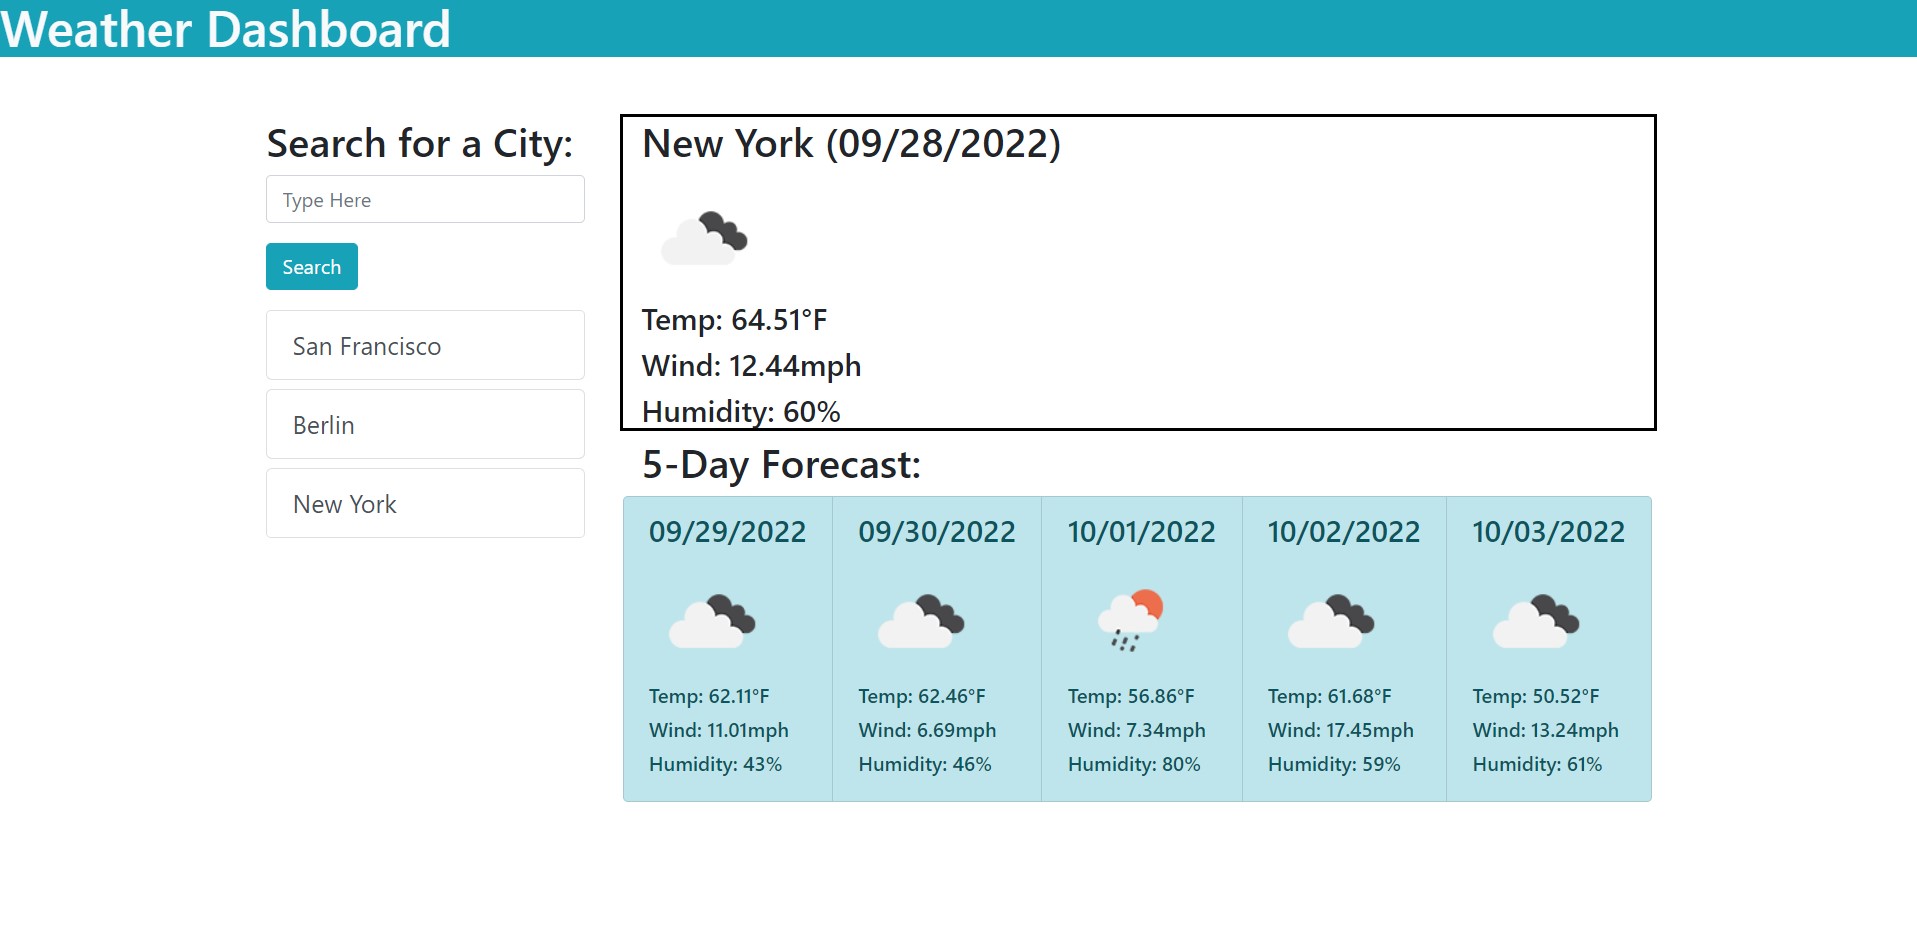 Weather Dashboard
Search for a City:
Type Here
Search
San Francisco
Berlin
New York
New York (09/28/2022)
Temp: 64.51°F
Wind: 12.44mph
Humidity: 60%
5-Day Forecast:
09/29/2022
Temp: 62.11°F
Wind: 11.01mph
Humidity: 43%
09/30/2022
Temp: 62.46°F
Wind: 6.69mph
Humidity: 46%
10/01/2022
Temp: 56.86°F
Wind: 7.34mph
Humidity: 80%
10/02/2022
Temp: 61.68°F
Wind: 17.45mph
Humidity: 59%
10/03/2022
Temp: 50.52°F
Wind: 13.24mph
Humidity: 61%